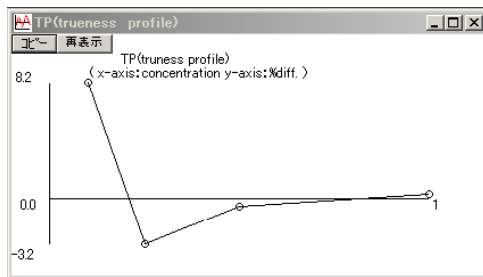 TP(trueness profile)
コピー 再表示
TP(truness profile)
( x-axis:concentration y-axis:%diff. )
8.2
0.0
1
-3.2